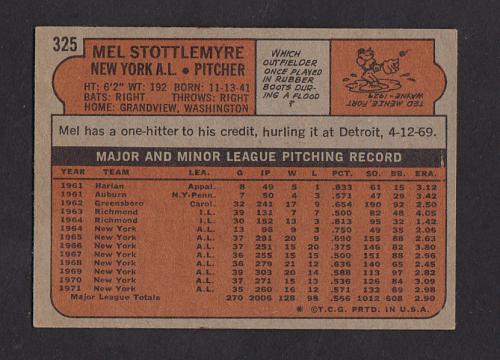 325
MEL STOTTLEMYRE
NEW YORK A.L. • PITCHER
HT: 6'2" WT: 192 BORN: 11-13-41
BATS: RIGHT THROWS: RIGHT
HOME: GRANDVIEW, WASHINGTON
WHICH
OUTFIELDER
ONCE PLAYED
IN RUBBER
BOOTS DUR-
ING A FLOOD
?
TED MENZE, FORT
WAYNE-1929
Mel has a one-hitter to his credit, hurling it at Detroit, 4-12-69.
MAJOR AND MINOR LEAGUE PITCHING RECORD
YEAR TEAM LEA. G IP W L PCT. SO. BB. ERA.
1961 Harlan Appal. 8 49 5 1 .833 61 15 3.12
1961 Auburn N.Y-Penn. 7 50 4 3 .571 47 29 3.42
1962 Greensboro Carol. 32 241 17 9 .654 190 92 2.50
1963 Richmond I.L. 39 131 7 7 .500 82 48 4.05
1964 Richmond I.L. 30 152 13 3 .813 95 32 1.42
1964 New York A.L. 13 96 9 3 .750 49 35 2.06
1965 New York A.L. 37 291 20 9 .690 155 88 2.63
1966 New York A.L. 37 251 12 20 .375 146 82 3.80
1967 New York A.L. 36 255 15 15 .500 151 88 2.96
1968 New York A.L. 36 279 21 12 .636 140 65 2.45
1969 New York A.L. 39 303 20 14 .588 113 97 2.82
1970 New York A.L. 37 271 15 13 .536 126 84 3.09
1971 New York A.L. 35 270 16 12 .571 132 69 2.87
Major League Totals 270 2006 128 98 .566 1012 608 2.90
* ©T.C.G. PRTD. IN U.S.A.